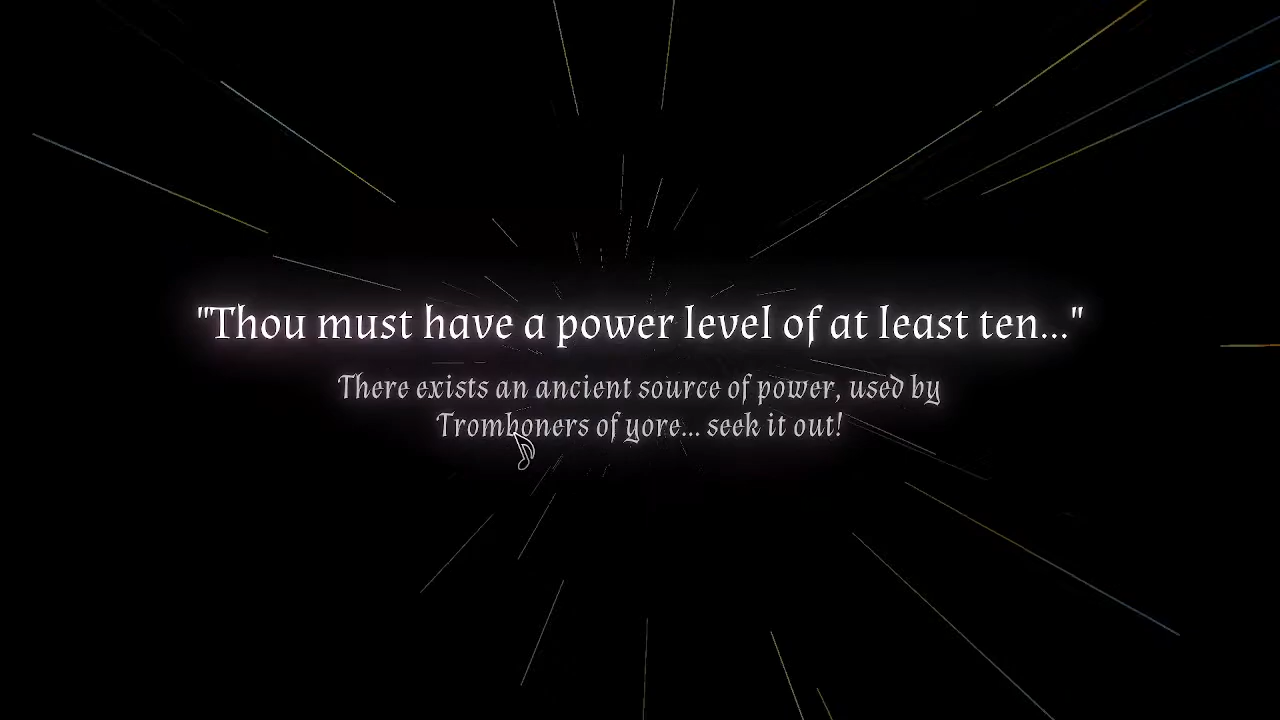 "Thou must have a power level of at least ten..."
There exists an ancient source of power, used by
Tromboners of yore... seek it out!